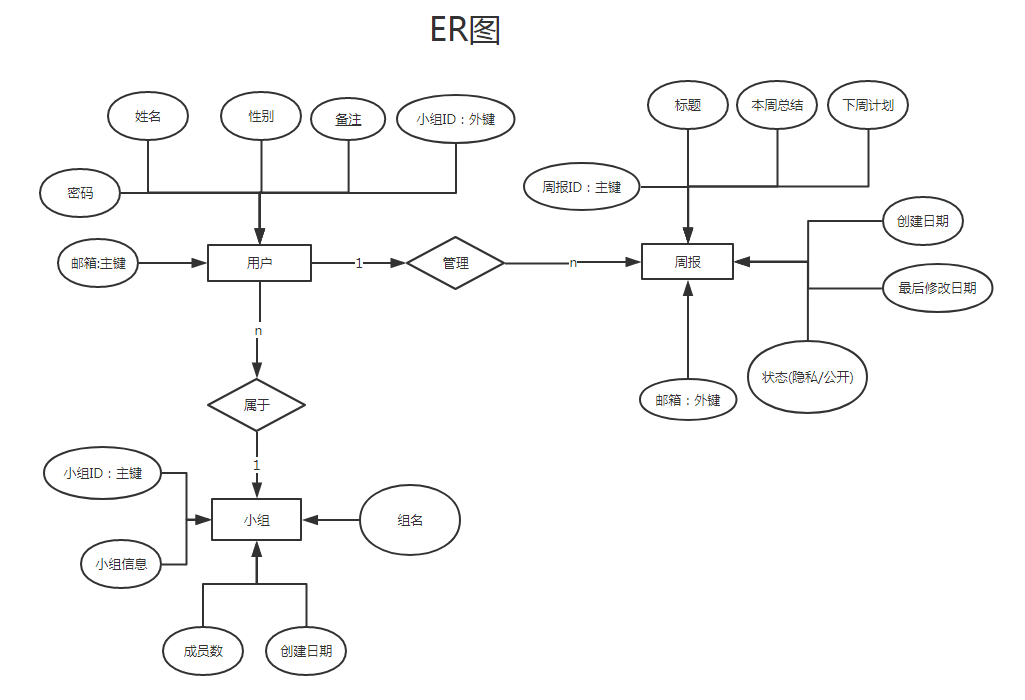 ER图
姓名
性别
备注
小组ID：外键
标题
本周总结
下周计划
密码
周报ID：主键
创建日期
邮箱:主键
用户
1
管理
n
周报
最后修改日期
n
状态(隐私/公开)
属于
邮箱：外键
1
小组ID：主键
小组
组名
小组信息
成员数
创建日期